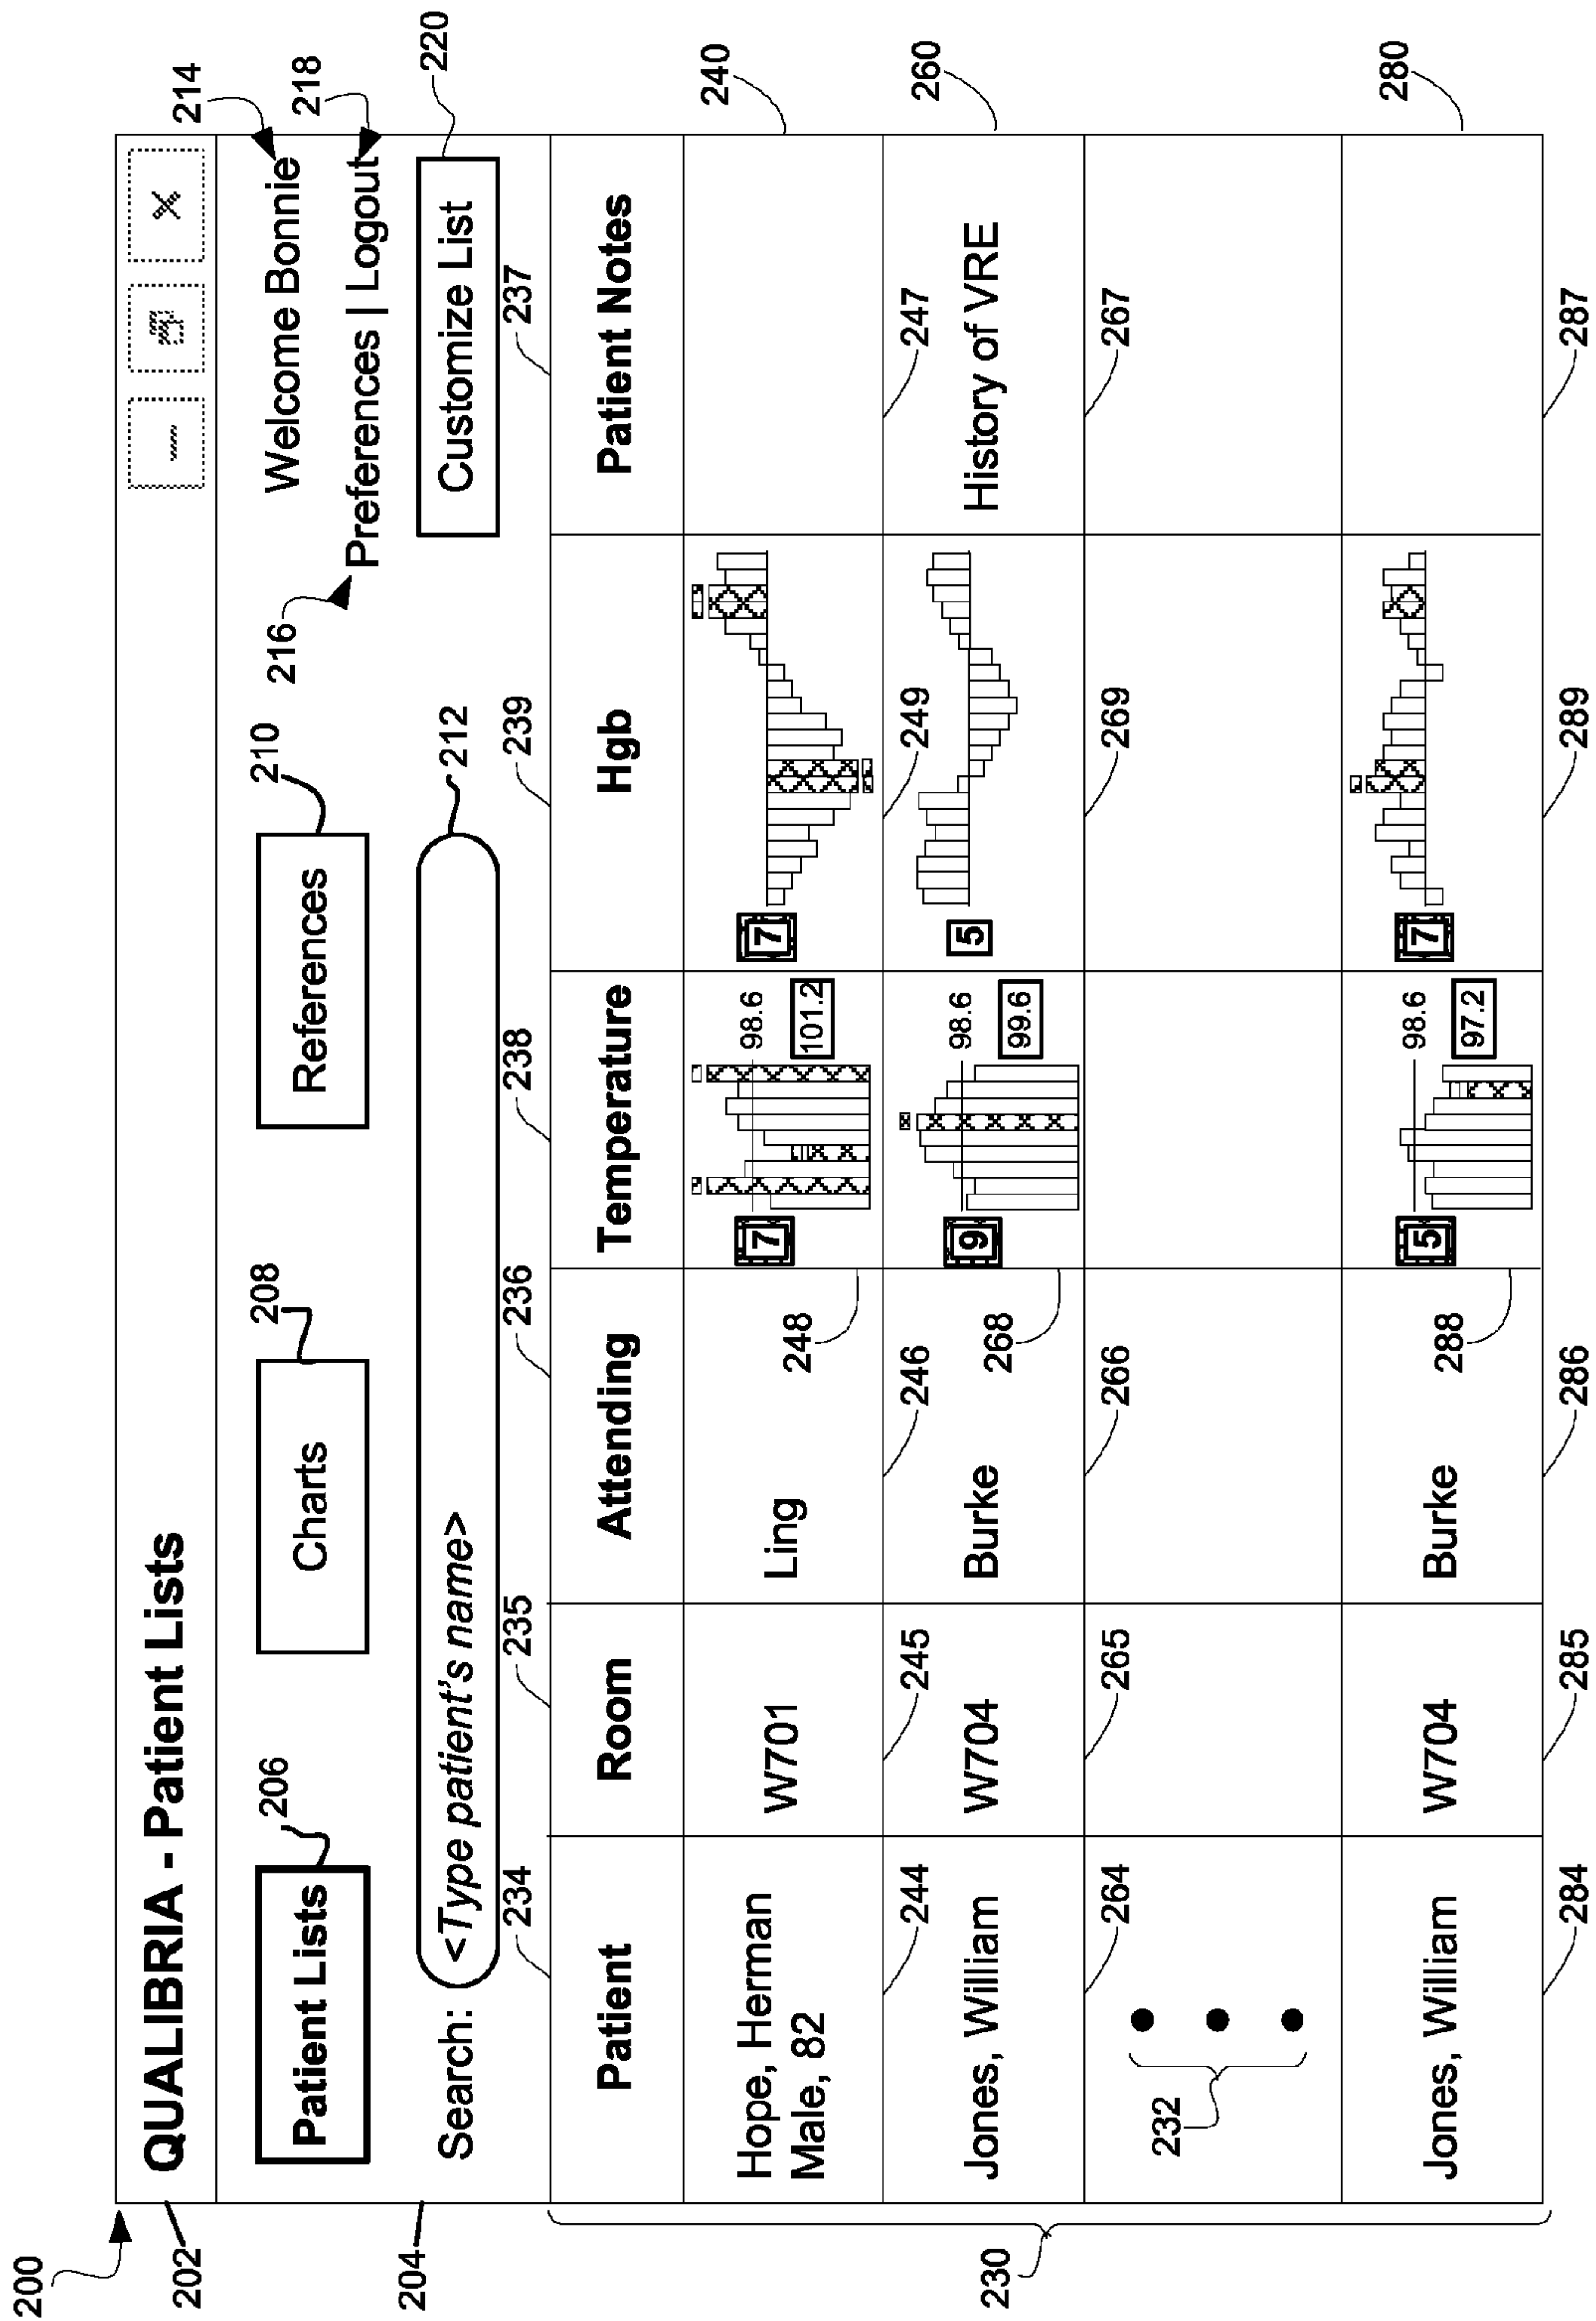 200
202
QUALIBRIA - Patient Lists
204
Patient Lists
206
Charts
208
References
210
Welcome Bonnie
214
216
Preferences | Logout
218
Search:
<Type patient's name>
212
Customize List
220
234
235
236
238
239
237
230
Patient
Room
Attending
Temperature
Hgb
Patient Notes
240
Hope, Herman
Male, 82
W701
Ling
7
98.6
101.2
7
248
244
245
246
249
247
260
Jones, William
W704
Burke
9
98.6
99.6
5
History of VRE
268
264
265
266
269
267
232
280
Jones, William
W704
Burke
5
98.6
97.2
7
288
284
285
286
289
287